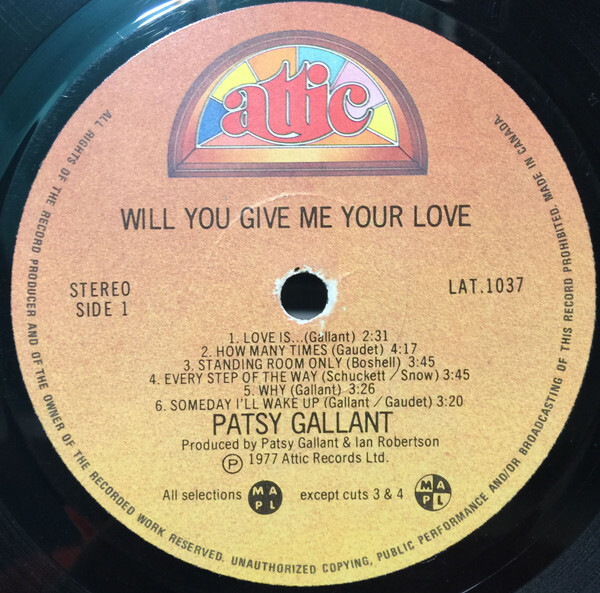 attic
WILL YOU GIVE ME YOUR LOVE
STEREO
SIDE 1
LAT.1037
1. LOVE IS...(Gallant) 2:31
2. HOW MANY TIMES (Gaudet) 4:17
3. STANDING ROOM ONLY (Boshell) 3:45
4. EVERY STEP OF THE WAY (Schuckett / Snow) 3:45
5. WHY (Gallant) 3:26
6. SOMEDAY I'LL WAKE UP (Gallant / Gaudet) 3:20
PATSY GALLANT
Produced by Patsy Gallant & Ian Robertson
Ⓟ 1977 Attic Records Ltd.
All selections MAPL except cuts 3 & 4 MAPL
ALL RIGHTS OF THE RECORD PRODUCER AND OF THE OWNER OF THE RECORDED WORK RESERVED. UNAUTHORIZED COPYING, PUBLIC PERFORMANCE AND/OR BROADCASTING OF THIS RECORD PROHIBITED. MADE IN CANADA.